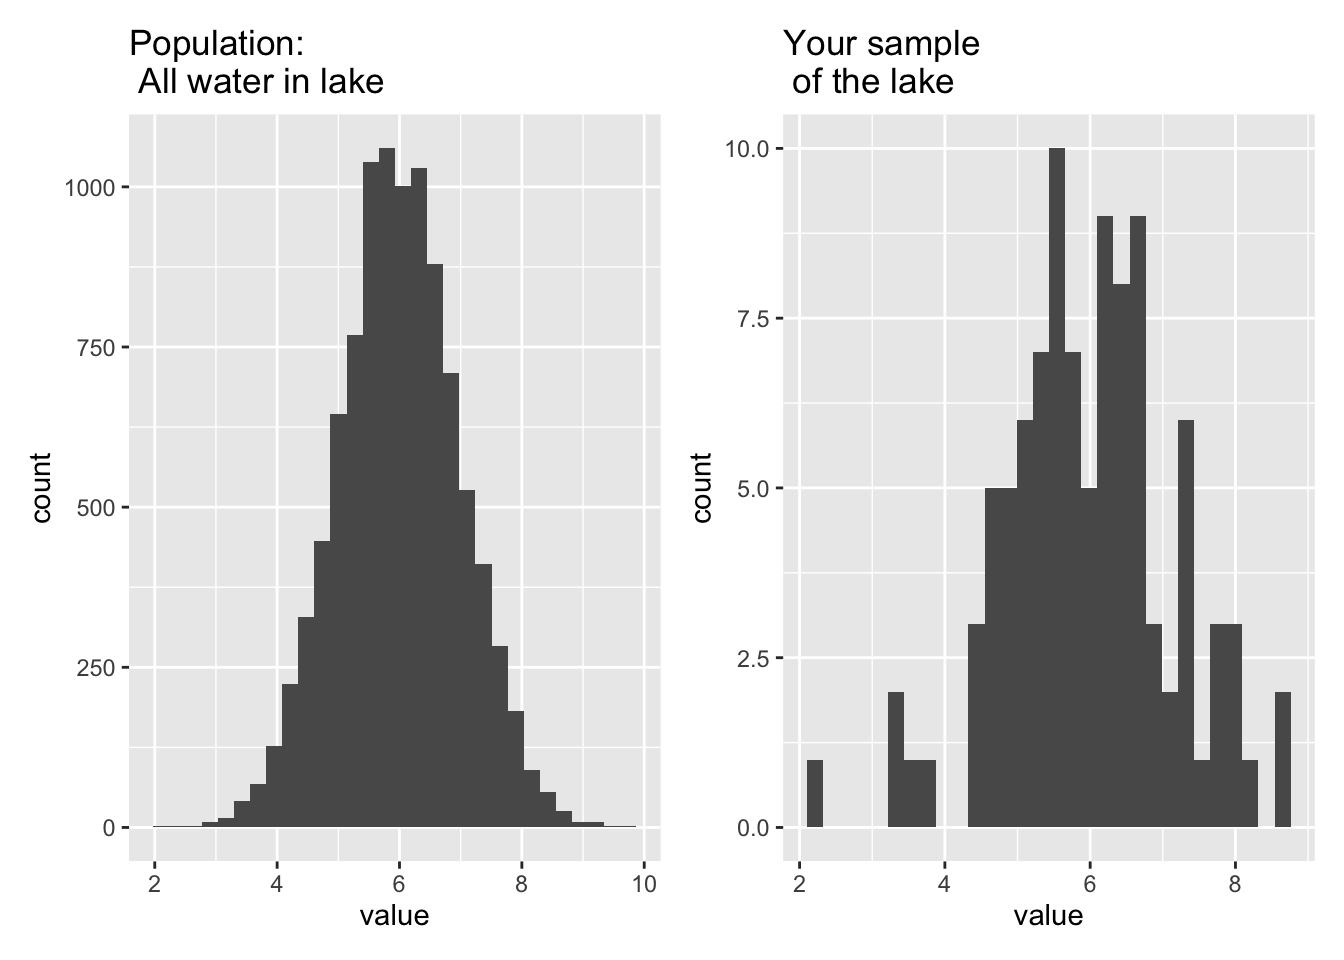 Population:
All water in lake
1000
750
500
250
0
count
2 4 6 8 10
value
Your sample
of the lake
10.0
7.5
5.0
2.5
0.0
count
2 4 6 8
value